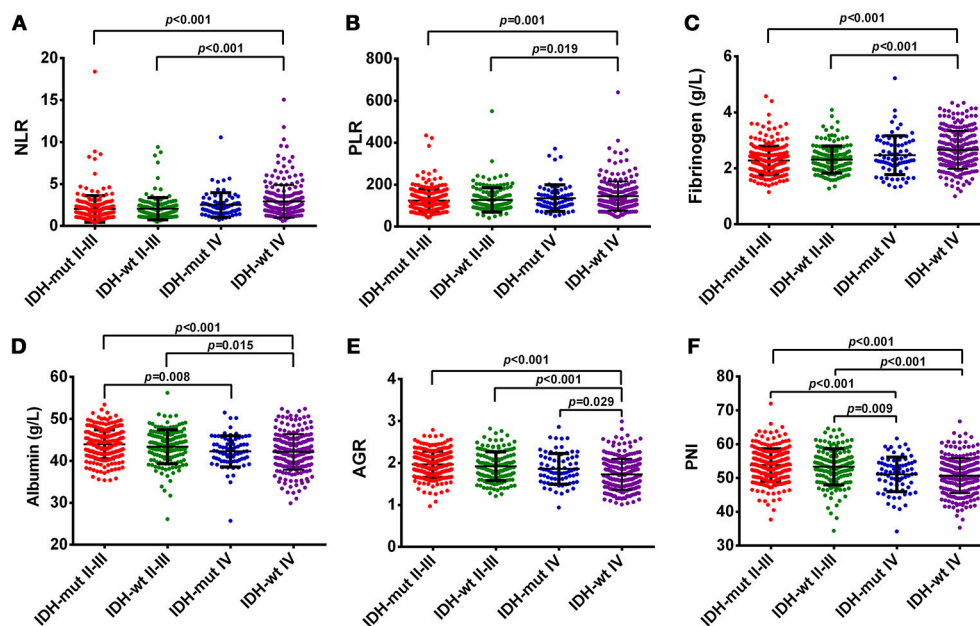 A
p<0.001
p<0.001
NLR
20
15
10
5
0
IDH-mut II-III
IDH-wt II-III
IDH-mut IV
IDH-wt IV
B
p=0.001
p=0.019
PLR
800
600
400
200
0
IDH-mut II-III
IDH-wt II-III
IDH-mut IV
IDH-wt IV
C
p<0.001
p<0.001
Fibrinogen (g/L)
6
4
2
0
IDH-mut II-III
IDH-wt II-III
IDH-mut IV
IDH-wt IV
D
p<0.001
p=0.015
p=0.008
Albumin (g/L)
60
50
40
30
20
IDH-mut II-III
IDH-wt II-III
IDH-mut IV
IDH-wt IV
E
p<0.001
p<0.001
p=0.029
AGR
4
3
2
1
0
IDH-mut II-III
IDH-wt II-III
IDH-mut IV
IDH-wt IV
F
p<0.001
p<0.001
p<0.001
p=0.009
PNI
80
70
60
50
40
30
IDH-mut II-III
IDH-wt II-III
IDH-mut IV
IDH-wt IV